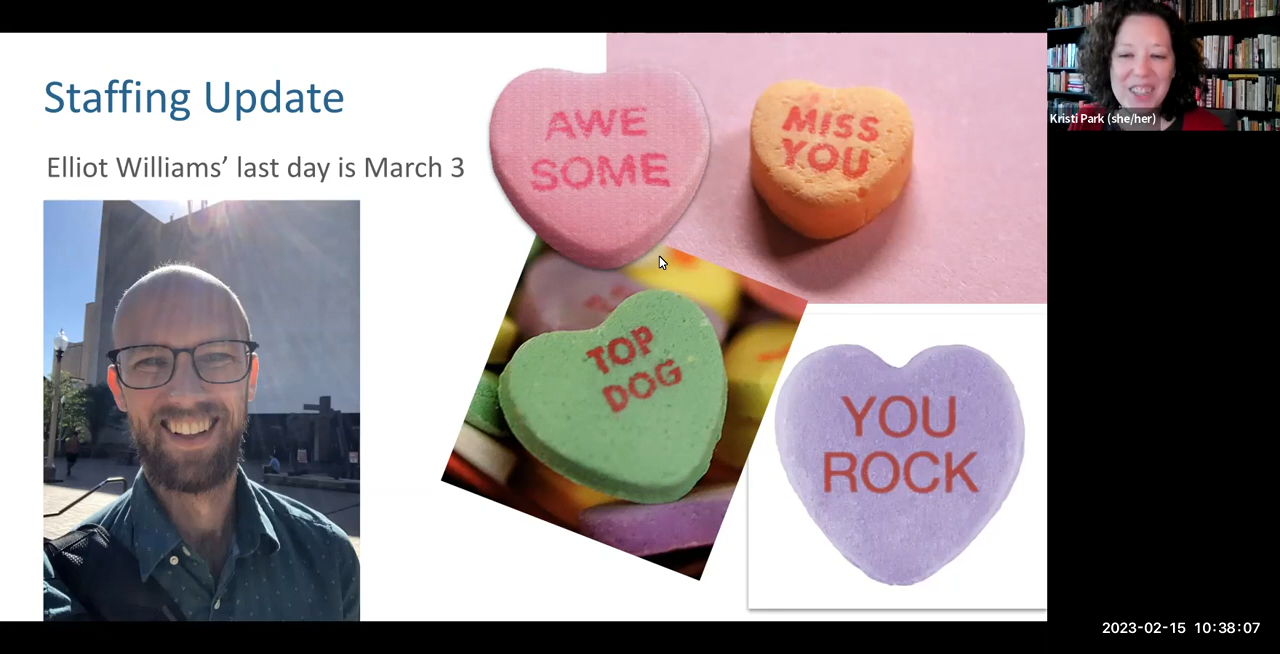 Staffing Update
Elliot Williams’ last day is March 3
AWE
SOME
MISS
YOU
TOP
DOG
YOU
ROCK
Kristi Park (she/her)
2023-02-15 10:38:07